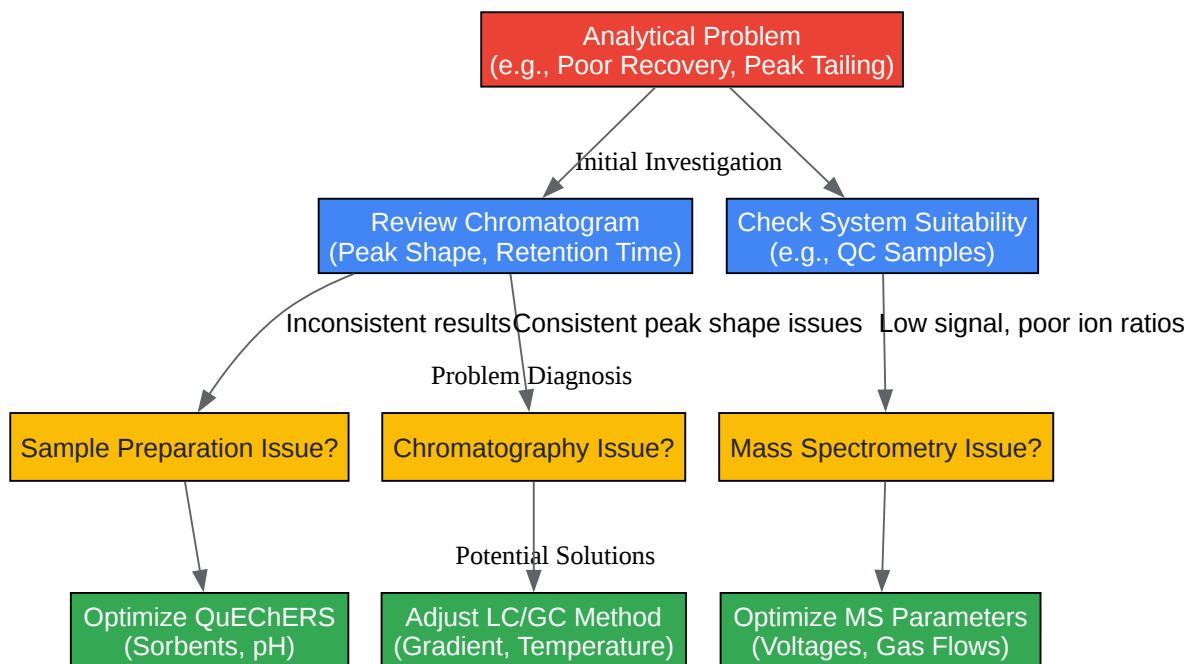 Analytical Problem
(e.g., Poor Recovery, Peak Tailing)
Initial Investigation
Review Chromatogram
(Peak Shape, Retention Time)
Check System Suitability
(e.g., QC Samples)
Inconsistent results
Consistent peak shape issues
Low signal, poor ion ratios
Problem Diagnosis
Sample Preparation Issue?
Chromatography Issue?
Mass Spectrometry Issue?
Potential Solutions
Optimize QuEChERS
(Sorbents, pH)
Adjust LC/GC Method
(Gradient, Temperature)
Optimize MS Parameters
(Voltages, Gas Flows)